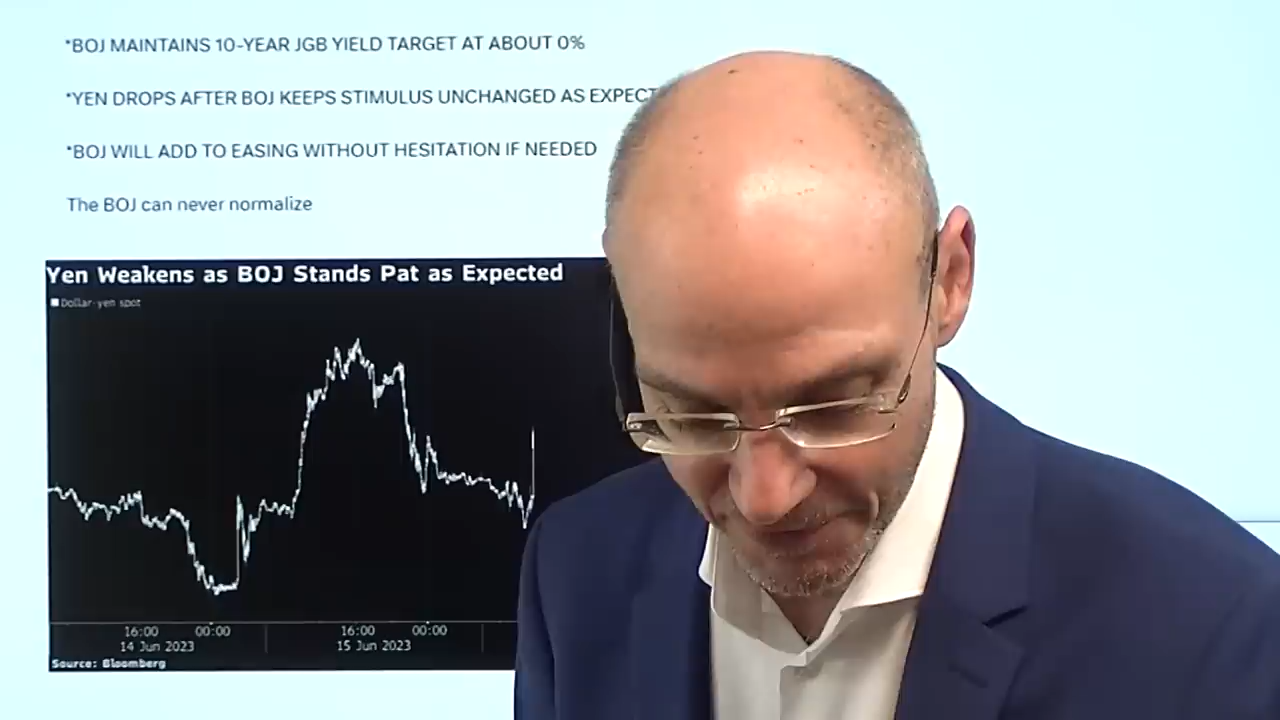 *BOJ MAINTAINS 10-YEAR JGB YIELD TARGET AT ABOUT 0%
*YEN DROPS AFTER BOJ KEEPS STIMULUS UNCHANGED AS EXPECT
*BOJ WILL ADD TO EASING WITHOUT HESITATION IF NEEDED
The BOJ can never normalize
Yen Weakens as BOJ Stands Pat as Expected
Dollar-yen spot
16:00 00:00 16:00 00:00
14 Jun 2023 15 Jun 2023
Source: Bloomberg